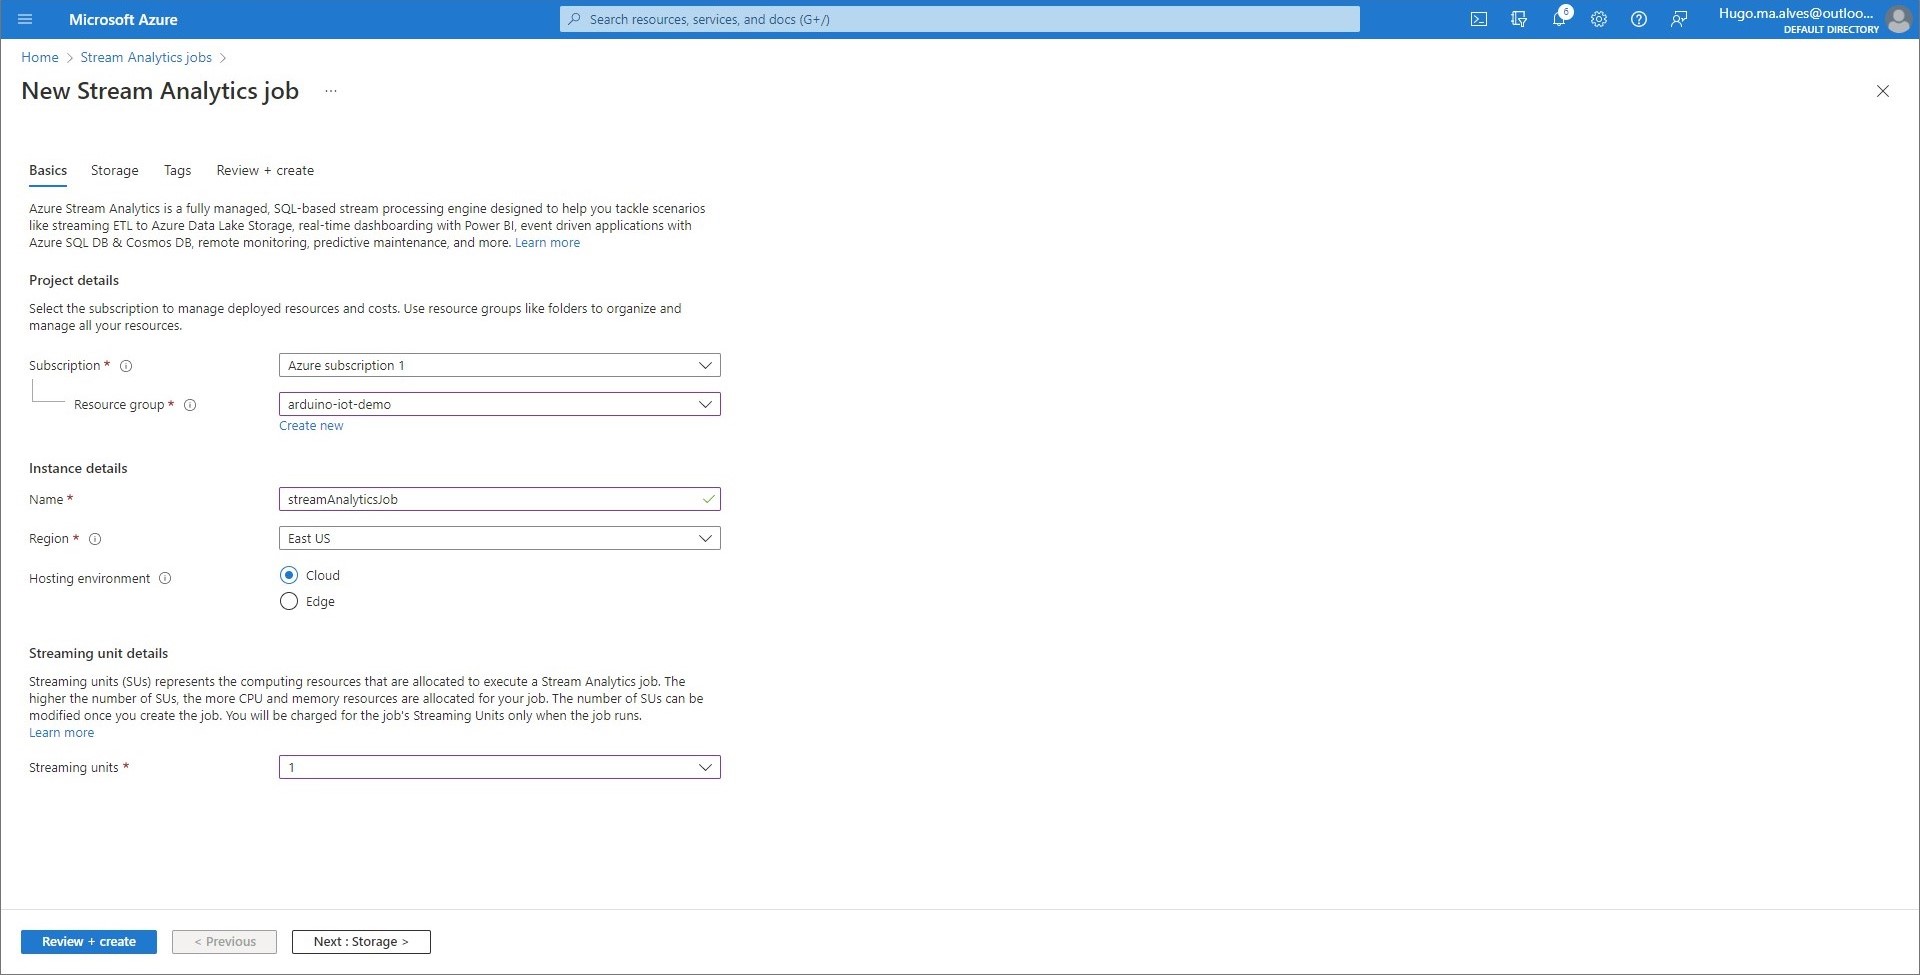 Microsoft Azure
Search resources, services, and docs (G+/)
6
Hugo.ma.alves@outloo...
DEFAULT DIRECTORY
Home > Stream Analytics jobs >
New Stream Analytics job ...
Basics Storage Tags Review + create
Azure Stream Analytics is a fully managed, SQL-based stream processing engine designed to help you tackle scenarios
like streaming ETL to Azure Data Lake Storage, real-time dashboarding with Power BI, event driven applications with
Azure SQL DB & Cosmos DB, remote monitoring, predictive maintenance, and more. Learn more
Project details
Select the subscription to manage deployed resources and costs. Use resource groups like folders to organize and
manage all your resources.
Subscription * Azure subscription 1
Resource group * arduino-iot-demo
Create new
Instance details
Name * streamAnalyticsJob
Region * East US
Hosting environment Cloud
Edge
Streaming unit details
Streaming units (SUs) represents the computing resources that are allocated to execute a Stream Analytics job. The
higher the number of SUs, the more CPU and memory resources are allocated for your job. The number of SUs can be
modified once you create the job. You will be charged for the job's Streaming Units only when the job runs.
Learn more
Streaming units * 1
Review + create < Previous Next : Storage >